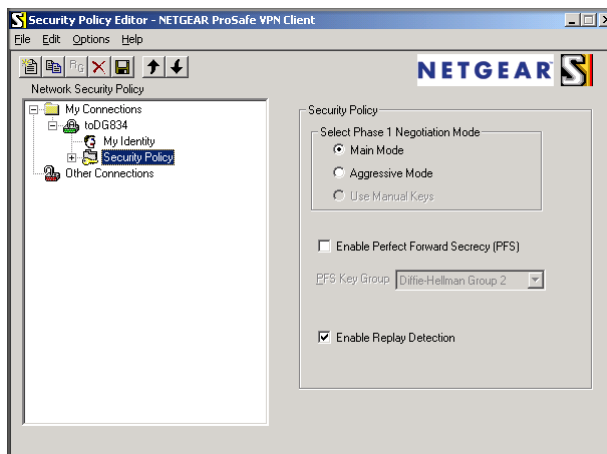 Security Policy Editor - NETGEAR ProSafe VPN Client
File Edit Options Help
NETGEAR
Network Security Policy
My Connections
toDG834
My Identity
Security Policy
Other Connections
Security Policy
Select Phase 1 Negotiation Mode
Main Mode
Aggressive Mode
Use Manual Keys
Enable Perfect Forward Secrecy (PFS)
PFS Key Group Diffie-Hellman Group 2
Enable Replay Detection